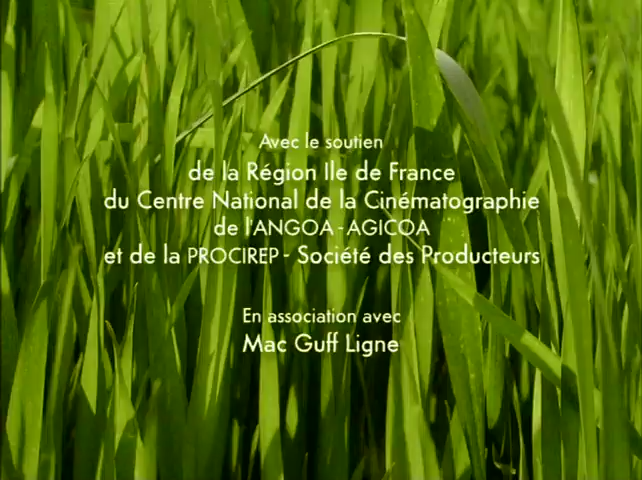 Avec le soutien
de la Région Ile de France
du Centre National de la Cinématographie
de l'ANGOA - AGICOA
et de la PROCIREP - Société des Producteurs
En association avec
Mac Guff Ligne